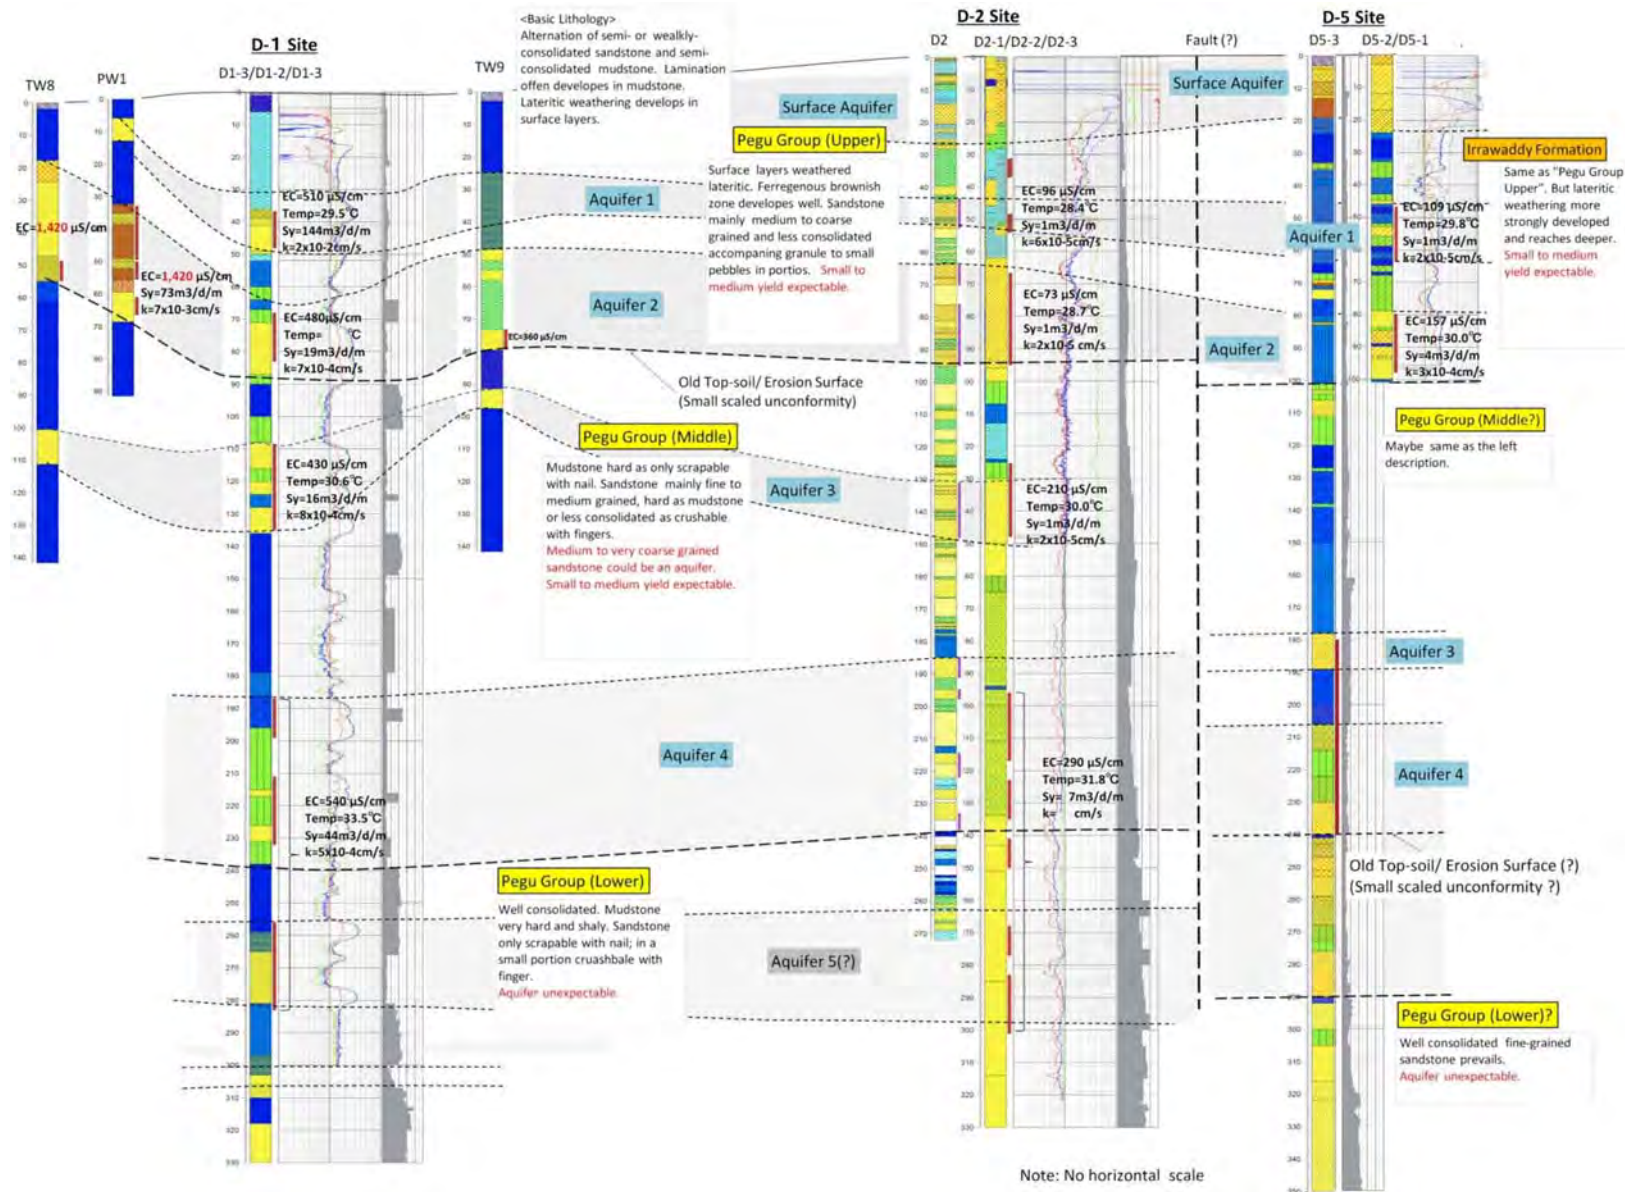 D-1 Site
TW8
PW1
D1-3/D1-2/D1-3
EC=1,420 µS/cm
EC=1,420 µS/cm
Sy=73m3/d/m
k=7x10-3cm/s
EC=510 µS/cm
Temp=29.5°C
Sy=144m3/d/m
k=2x10-2cm/s
EC=480µS/cm
Temp= °C
Sy=19m3/d/m
k=7x10-4cm/s
EC=430 µS/cm
Temp=30.6°C
Sy=16m3/d/m
k=8x10-4cm/s
EC=540 µS/cm
Temp=33.5°C
Sy=44m3/d/m
k=5x10-4cm/s
TW9
EC=360 µS/cm
<Basic Lithology>
Alternation of semi- or wealkly-
consolidated sandstone and semi-
consolidated mudstone. Lamination
offen developes in mudstone.
Lateritic weathering develops in
surface layers.
Surface Aquifer
Pegu Group (Upper)
Surface layers weathered
lateritic. Ferregenous brownish
zone developes well. Sandstone
mainly medium to coarse
grained and less consolidated
accompaning granule to small
pebbles in portios. Small to
medium yield expectable.
Aquifer 1
Aquifer 2
Old Top-soil/ Erosion Surface
(Small scaled unconformity)
Pegu Group (Middle)
Mudstone hard as only scrapable
with nail. Sandstone mainly fine to
medium grained, hard as mudstone
or less consolidated as crushable
with fingers.
Medium to very coarse grained
sandstone could be an aquifer.
Small to medium yield expectable.
Aquifer 3
Aquifer 4
Pegu Group (Lower)
Well consolidated. Mudstone
very hard and shaly. Sandstone
only scrapable with nail; in a
small portion cruashbale with
finger.
Aquifer unexpectable.
Aquifer 5(?)
D-2 Site
D2
D2-1/D2-2/D2-3
Fault (?)
EC=96 µS/cm
Temp=28.4°C
Sy=1m3/d/m
k=6x10-5cm/s
EC=73 µS/cm
Temp=28.7°C
Sy=1m3/d/m
k=2x10-5 cm/s
EC=210 µS/cm
Temp=30.0°C
Sy=1m3/d/m
k=2x10-5cm/s
EC=290 µS/cm
Temp=31.8°C
Sy= 7m3/d/m
k= cm/s
D-5 Site
D5-3
D5-2/D5-1
Surface Aquifer
Aquifer 1
Aquifer 2
EC=109 µS/cm
Temp=29.8°C
Sy=1m3/d/m
k=2x10-5cm/s
EC=157 µS/cm
Temp=30.0°C
Sy=4m3/d/m
k=3x10-4cm/s
Irrawaddy Formation
Same as "Pegu Group
Upper". But lateritic
weathering more
strongly developed
and reaches deeper.
Small to medium
yield expectable.
Pegu Group (Middle?)
Maybe same as the left
description.
Aquifer 3
Aquifer 4
Old Top-soil/ Erosion Surface (?)
(Small scaled unconformity ?)
Pegu Group (Lower)?
Well consolidated fine-grained
sandstone prevails.
Aquifer unexpectable.
Note: No horizontal scale